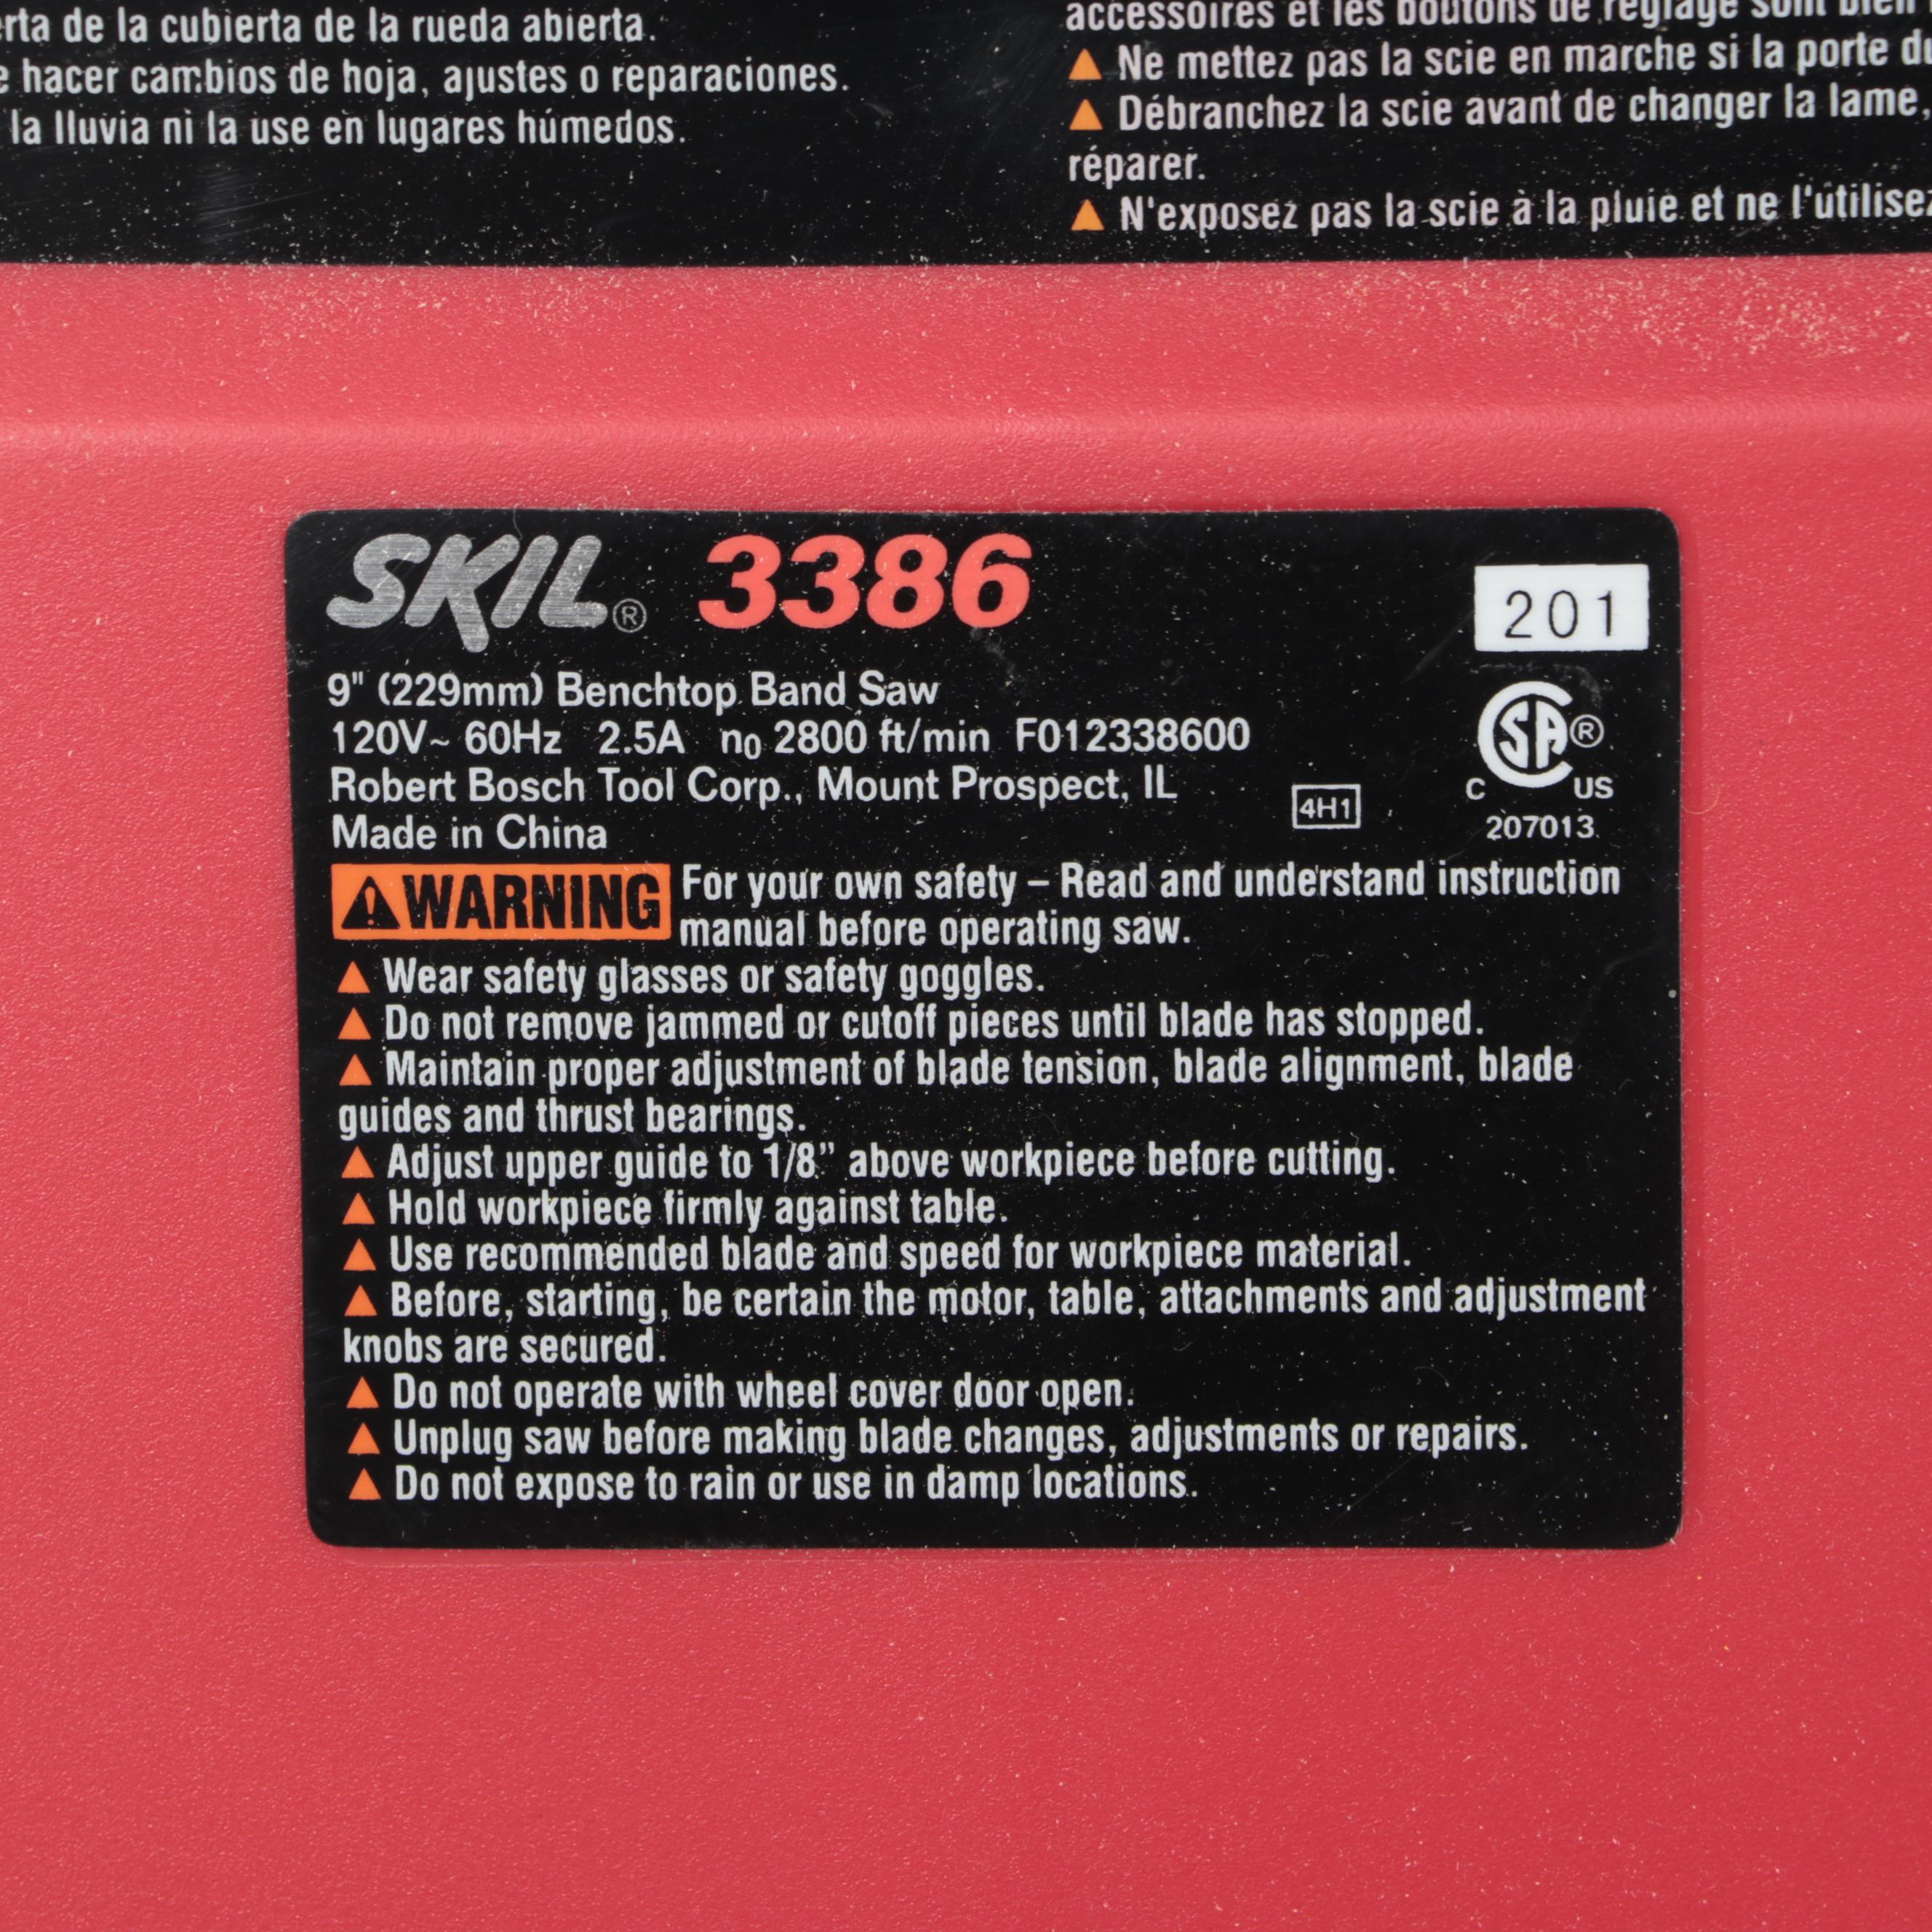 de la cubierta de la rueda abierta.
hacer cambios de hoja, ajustes o reparaciones.
la lluvia ni la use en lugares húmedos.
accessoires et les boutons de réglage sont bien
▲ Ne mettez pas la scie en marche si la porte du
▲ Débranchez la scie avant de changer la lame,
réparer.
▲ N'exposez pas la scie à la pluie et ne l'utilisez
SKIL® 3386
201
9" (229mm) Benchtop Band Saw
120V~ 60Hz 2.5A n0 2800 ft/min F012338600
Robert Bosch Tool Corp., Mount Prospect, IL
Made in China
4H1
CSA®
C US
207013
⚠WARNING For your own safety – Read and understand instruction
manual before operating saw.
▲ Wear safety glasses or safety goggles.
▲ Do not remove jammed or cutoff pieces until blade has stopped.
▲ Maintain proper adjustment of blade tension, blade alignment, blade
guides and thrust bearings.
▲ Adjust upper guide to 1/8” above workpiece before cutting.
▲ Hold workpiece firmly against table.
▲ Use recommended blade and speed for workpiece material.
▲ Before, starting, be certain the motor, table, attachments and adjustment
knobs are secured.
▲ Do not operate with wheel cover door open.
▲ Unplug saw before making blade changes, adjustments or repairs.
▲ Do not expose to rain or use in damp locations.